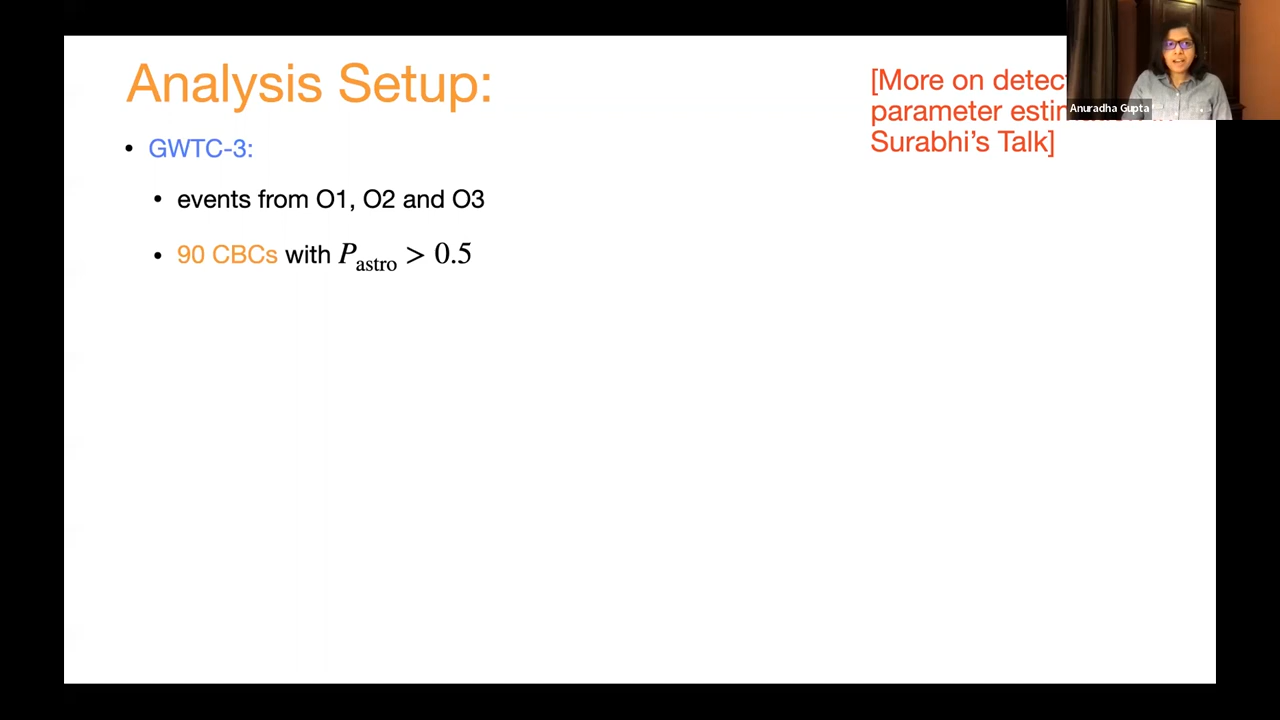 Analysis Setup:
[More on detec
parameter estim
Surabhi's Talk]
Anuradha Gupta
• GWTC-3:
• events from O1, O2 and O3
• 90 CBCs with P_astro > 0.5